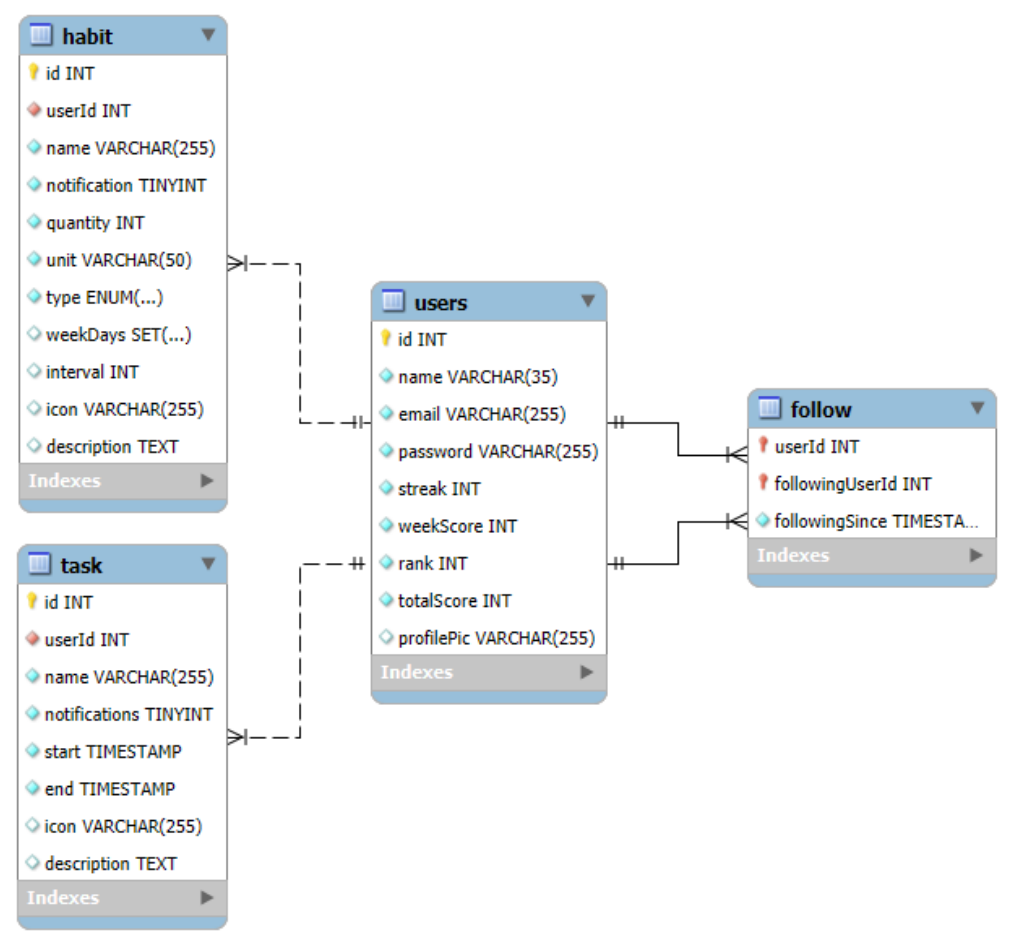 habit
id INT
userId INT
name VARCHAR(255)
notification TINYINT
quantity INT
unit VARCHAR(50)
type ENUM(...)
weekDays SET(...)
interval INT
icon VARCHAR(255)
description TEXT
Indexes
task
id INT
userId INT
name VARCHAR(255)
notifications TINYINT
start TIMESTAMP
end TIMESTAMP
icon VARCHAR(255)
description TEXT
Indexes
users
id INT
name VARCHAR(35)
email VARCHAR(255)
password VARCHAR(255)
streak INT
weekScore INT
rank INT
totalScore INT
profilePic VARCHAR(255)
Indexes
follow
userId INT
followingUserId INT
followingSince TIMESTA...
Indexes